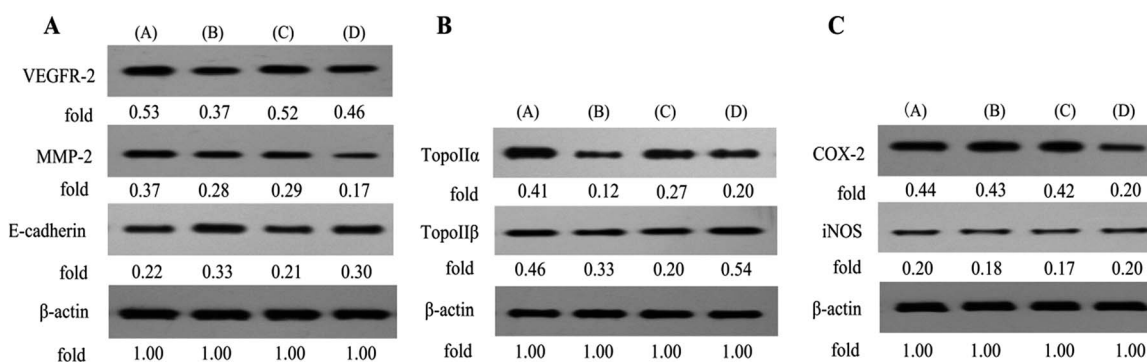 A
(A) (B) (C) (D)
VEGFR-2
fold 0.53 0.37 0.52 0.46
MMP-2
fold 0.37 0.28 0.29 0.17
E-cadherin
fold 0.22 0.33 0.21 0.30
β-actin
fold 1.00 1.00 1.00 1.00
B
(A) (B) (C) (D)
TopoIIα
fold 0.41 0.12 0.27 0.20
TopoIIβ
fold 0.46 0.33 0.20 0.54
β-actin
fold 1.00 1.00 1.00 1.00
C
(A) (B) (C) (D)
COX-2
fold 0.44 0.43 0.42 0.20
iNOS
fold 0.20 0.18 0.17 0.20
β-actin
fold 1.00 1.00 1.00 1.00